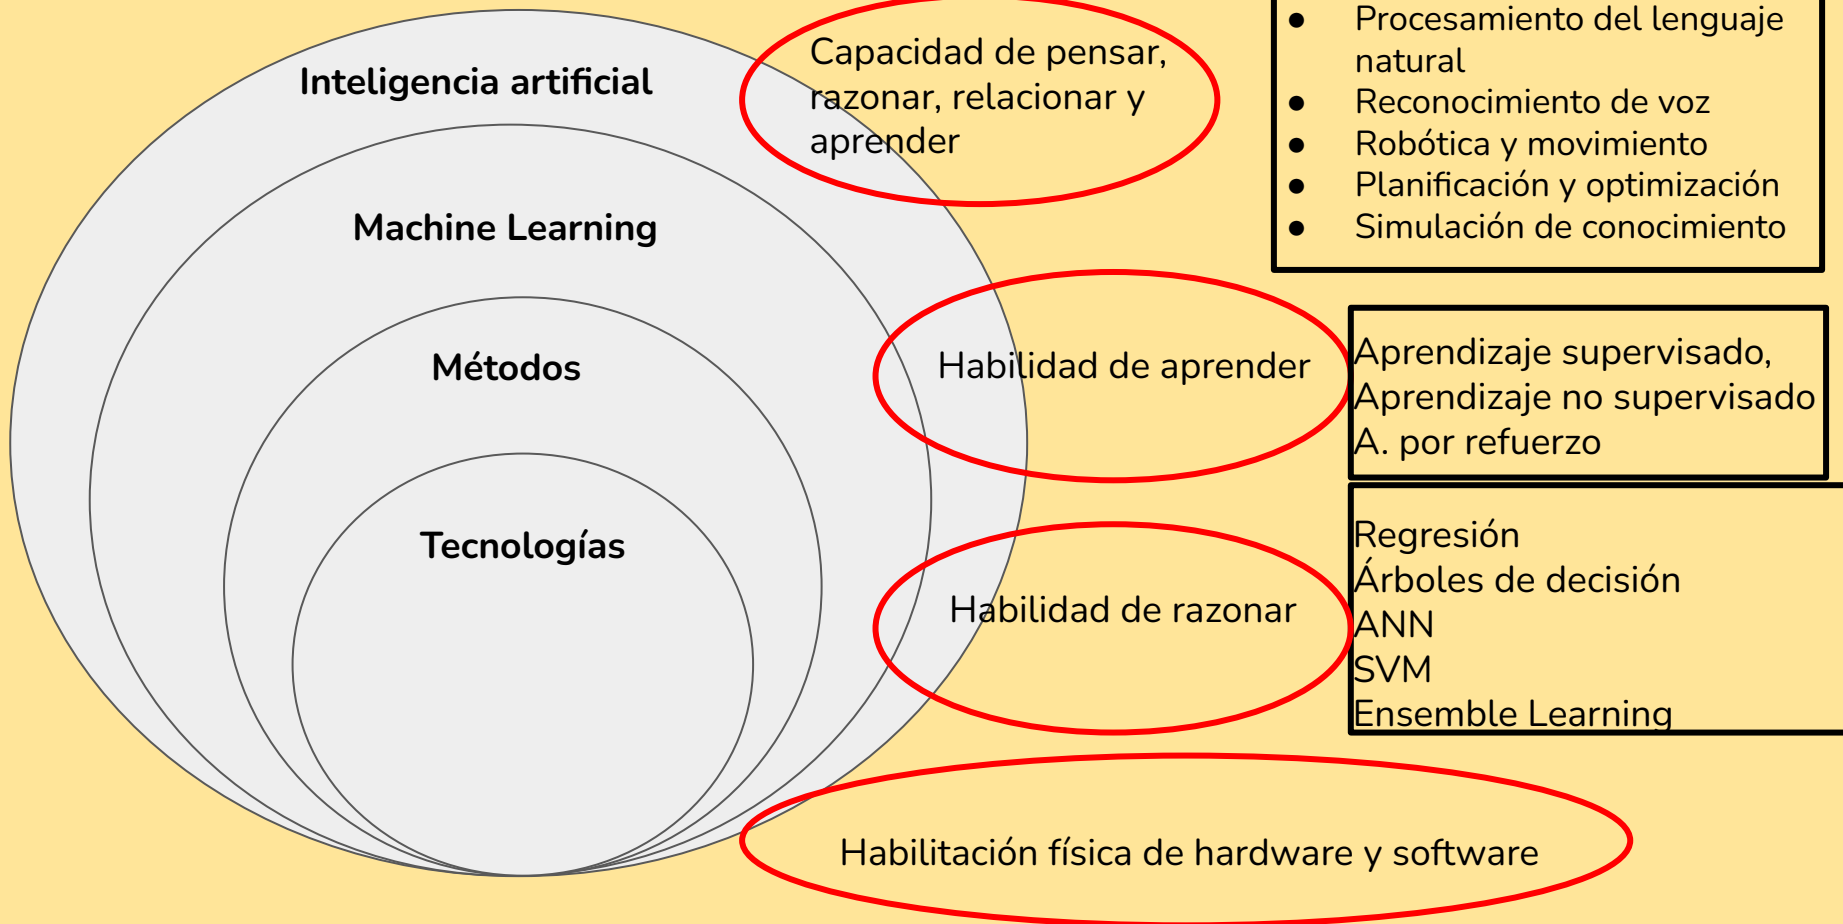 Inteligencia artificial
Machine Learning
Métodos
Tecnologías
Capacidad de pensar,
razonar, relacionar y
aprender
● Procesamiento del lenguaje
natural
● Reconocimiento de voz
● Robótica y movimiento
● Planificación y optimización
● Simulación de conocimiento
Habilidad de aprender
Aprendizaje supervisado,
Aprendizaje no supervisado
A. por refuerzo
Habilidad de razonar
Regresión
Árboles de decisión
ANN
SVM
Ensemble Learning
Habilitación física de hardware y software